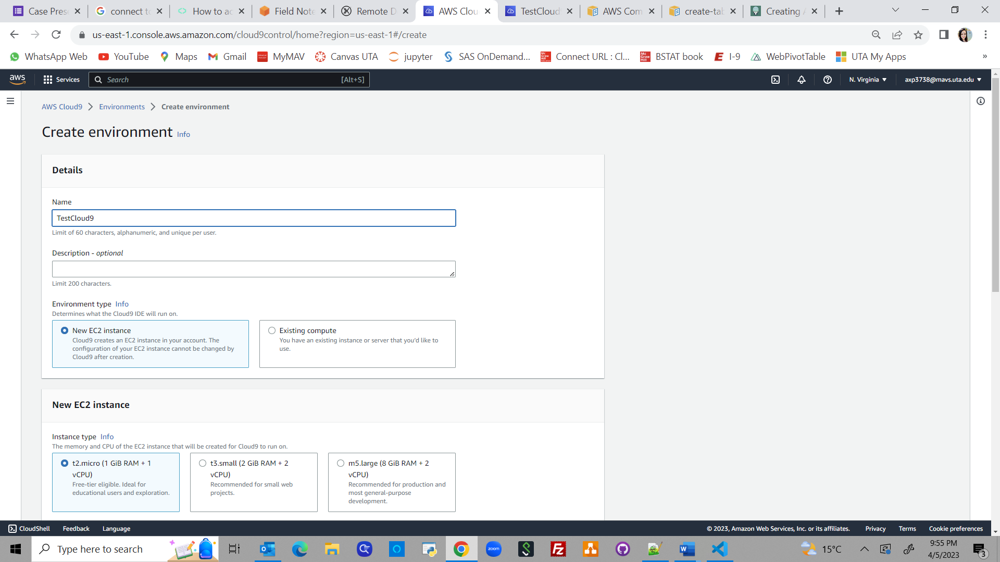 Case Pres
connect to
How to ac
Field Note
Remote D
AWS Clou
TestCloud
AWS Com
create-tab
Creating A
us-east-1.console.aws.amazon.com/cloud9control/home?region=us-east-1#/create
WhatsApp Web
YouTube
Maps
Gmail
MyMAV
Canvas UTA
jupyter
SAS OnDemand...
Connect URL : Cl...
BSTAT book
I-9
WebPivotTable
UTA My Apps
»
aws
Services
Search
[Alt+S]
N. Virginia
axp3738@mavs.uta.edu
AWS Cloud9
Environments
Create environment
Create environment Info
Details
Name
TestCloud9
Limit of 60 characters, alphanumeric, and unique per user.
Description - optional
Limit 200 characters.
Environment type Info
Determines what the Cloud9 IDE will run on.
New EC2 instance
Cloud9 creates an EC2 instance in your account. The
configuration of your EC2 instance cannot be changed by
Cloud9 after creation.
Existing compute
You have an existing instance or server that you'd like to
use.
New EC2 instance
Instance type Info
The memory and CPU of the EC2 instance that will be created for Cloud9 to run on.
t2.micro (1 GiB RAM + 1
vCPU)
Free-tier eligible. Ideal for
educational users and exploration.
t3.small (2 GiB RAM + 2
vCPU)
Recommended for small web
projects.
m5.large (8 GiB RAM + 2
vCPU)
Recommended for production and
most general-purpose
development.
CloudShell
Feedback
Language
© 2023, Amazon Web Services, Inc. or its affiliates.
Privacy
Terms
Cookie preferences
Type here to search
zoom
15°C
9:55 PM
4/5/2023
3